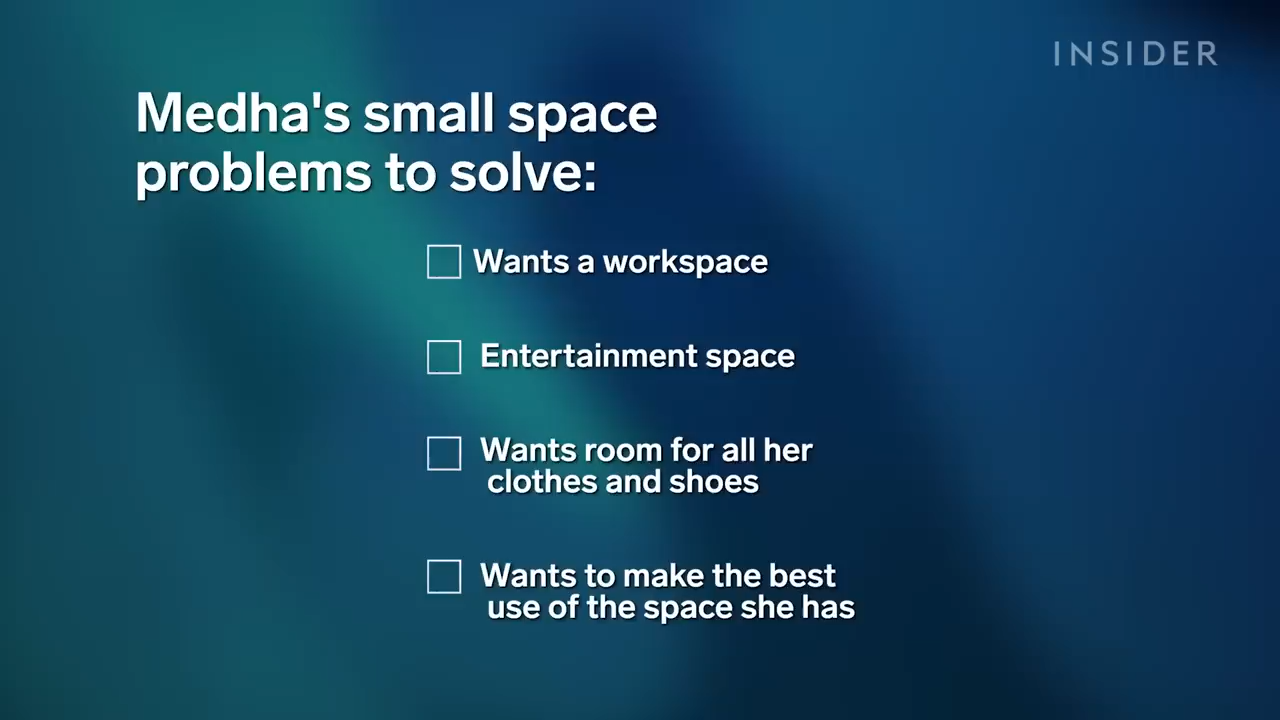 INSIDER
Medha's small space
problems to solve:
Wants a workspace
Entertainment space
Wants room for all her
clothes and shoes
Wants to make the best
use of the space she has